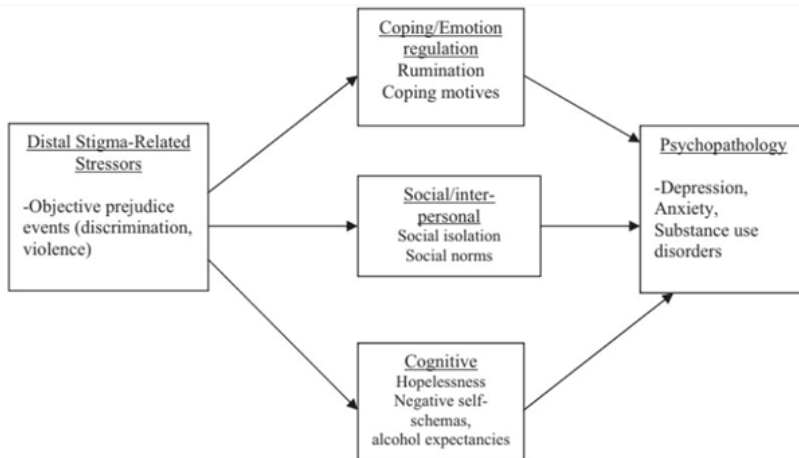 Distal Stigma-Related
Stressors
-Objective prejudice
events (discrimination,
violence)
Coping/Emotion
regulation
Rumination
Coping motives
Social/inter-
personal
Social isolation
Social norms
Cognitive
Hopelessness
Negative self-
schemas,
alcohol expectancies
Psychopathology
-Depression,
Anxiety,
Substance use
disorders